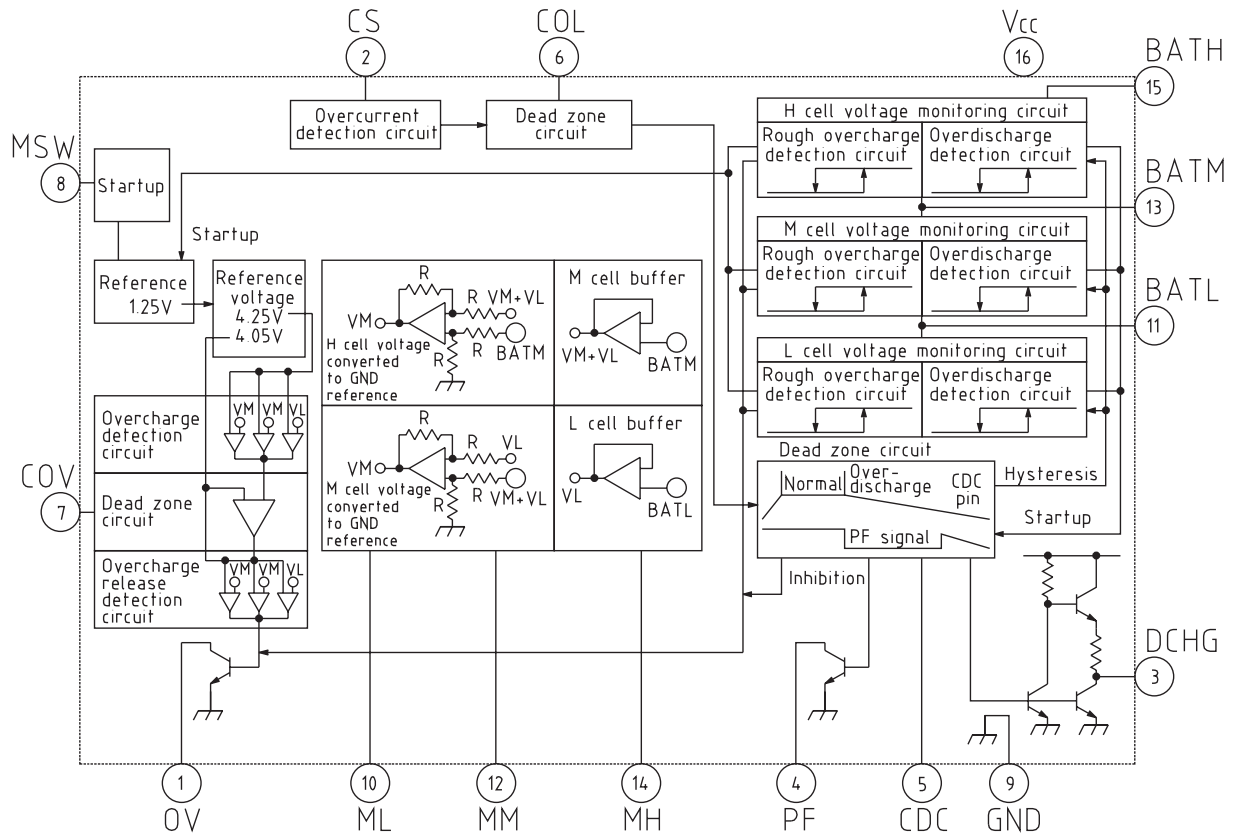 CS
2
COL
6
Vcc
16
BATH
15
MSW
8
Startup
Overcurrent
detection circuit
Dead zone
circuit
H cell voltage monitoring circuit
Rough overcharge
detection circuit
Overdischarge
detection circuit
BATM
13
M cell voltage monitoring circuit
Rough overcharge
detection circuit
Overdischarge
detection circuit
BATL
11
L cell voltage monitoring circuit
Rough overcharge
detection circuit
Overdischarge
detection circuit
Startup
Reference
1.25V
Reference
voltage
4.25V
4.05V
R
R
VM+VL
VM
R
BATM
R
H cell voltage
converted
to GND
reference
M cell buffer
VM+VL
BATM
R
R
VL
VM
R
VM+VL
R
M cell voltage
converted
to GND
reference
L cell buffer
VL
BATL
Overcharge
detection
circuit
VM
VM
VL
COV
7
Dead zone
circuit
Overcharge
release
detection
circuit
VM
VM
VL
Dead zone circuit
Normal
Over-
discharge
CDC
pin
PF signal
Hysteresis
Startup
Inhibition
DCHG
3
1
OV
10
ML
12
MM
14
MH
4
PF
5
CDC
9
GND